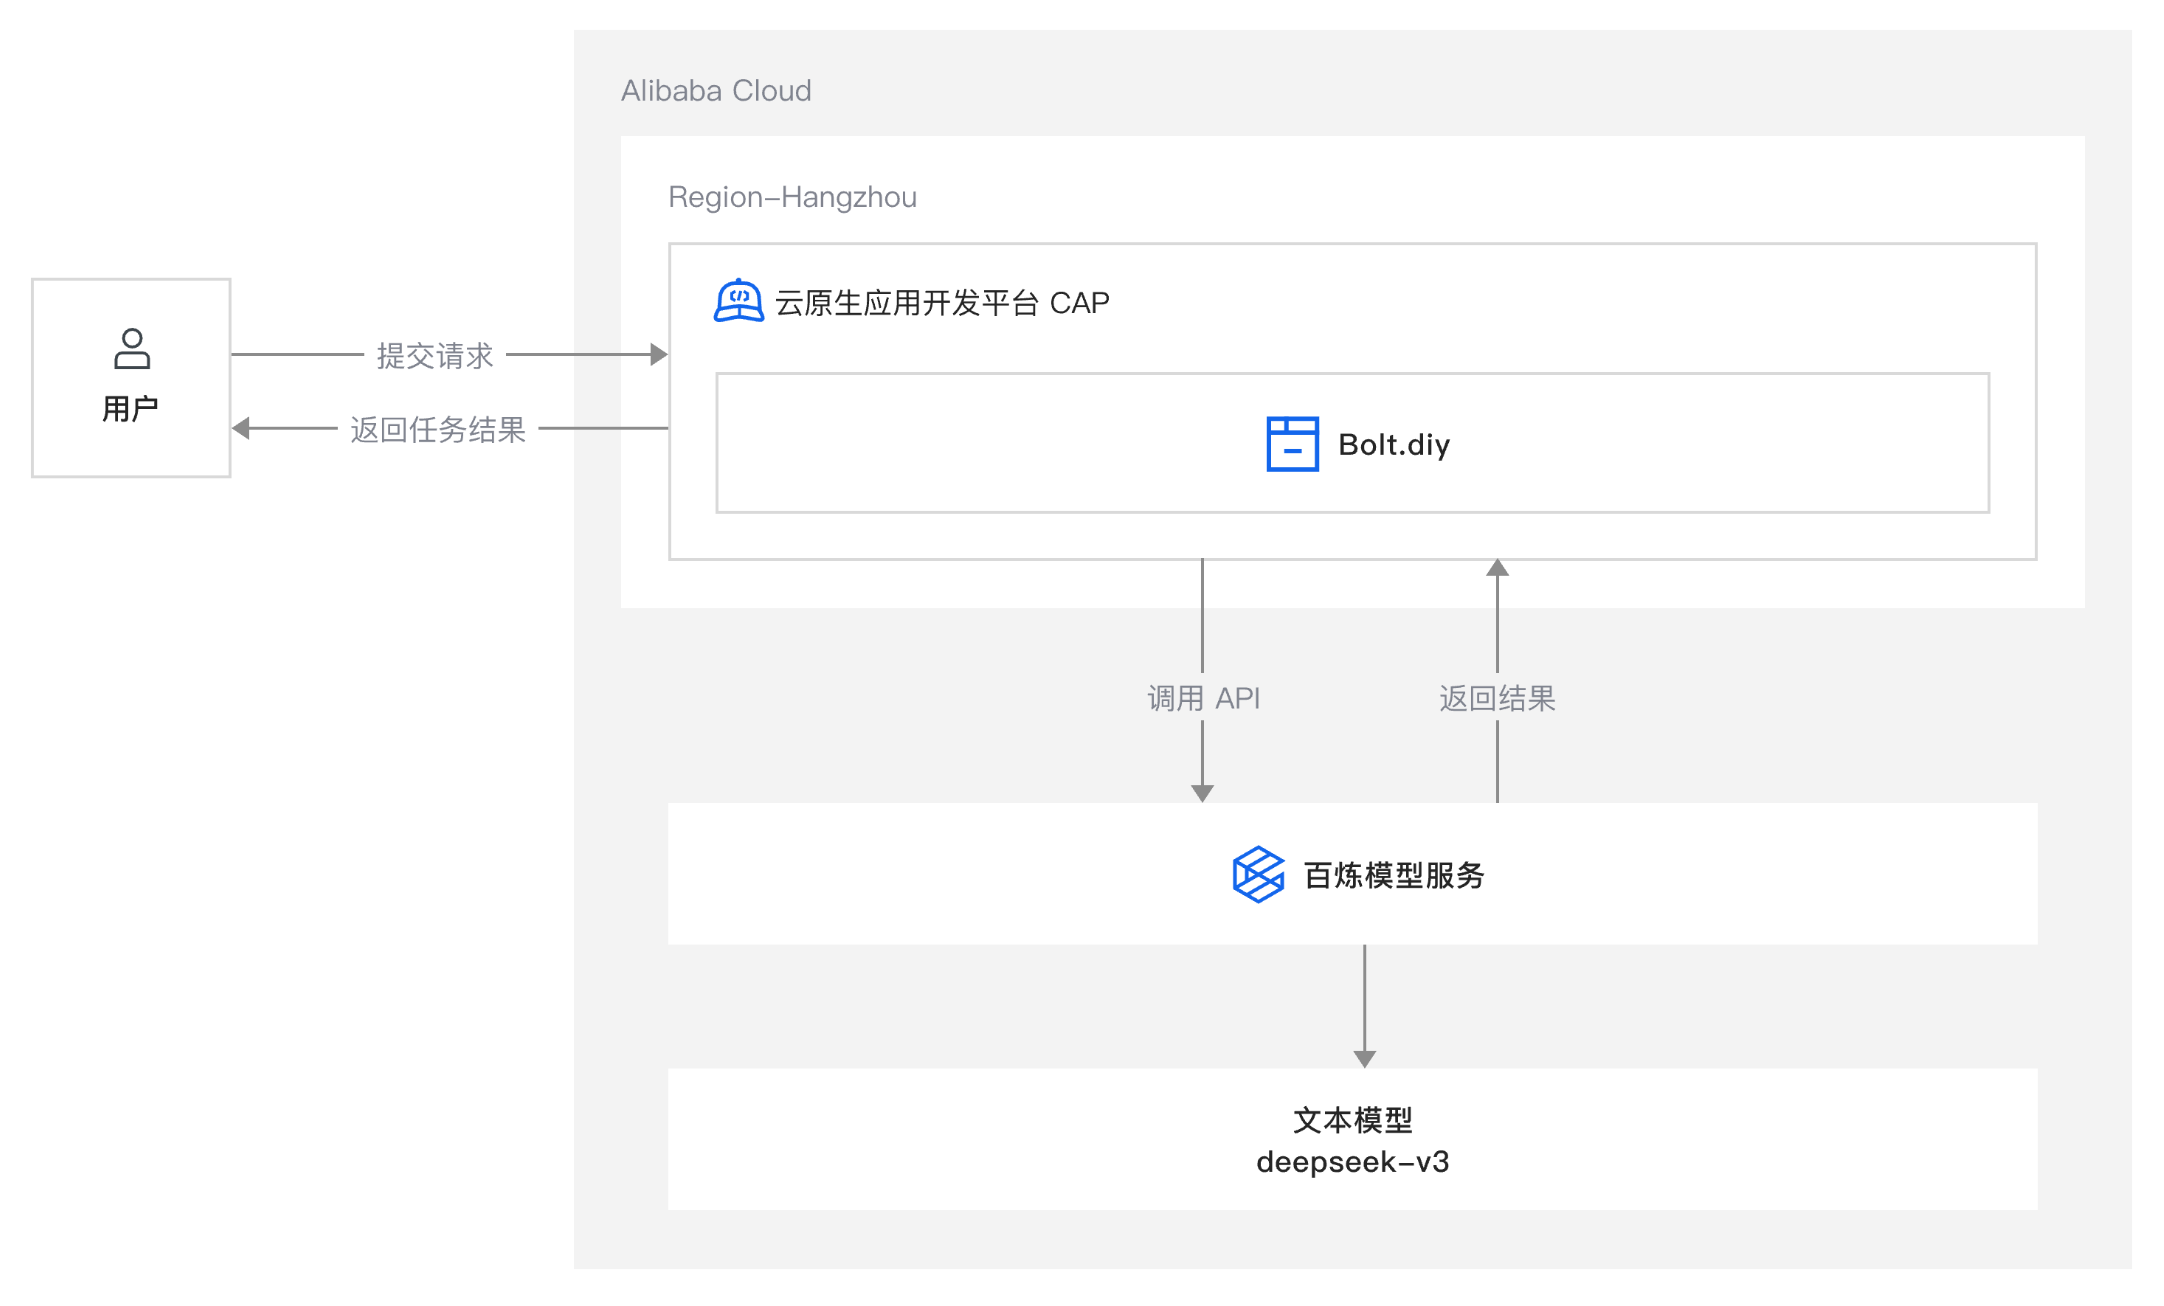 Alibaba Cloud
Region-Hangzhou
云原生应用开发平台 CAP
用户
提交请求
返回任务结果
Bolt.diy
调用 API
返回结果
百炼模型服务
文本模型
deepseek-v3